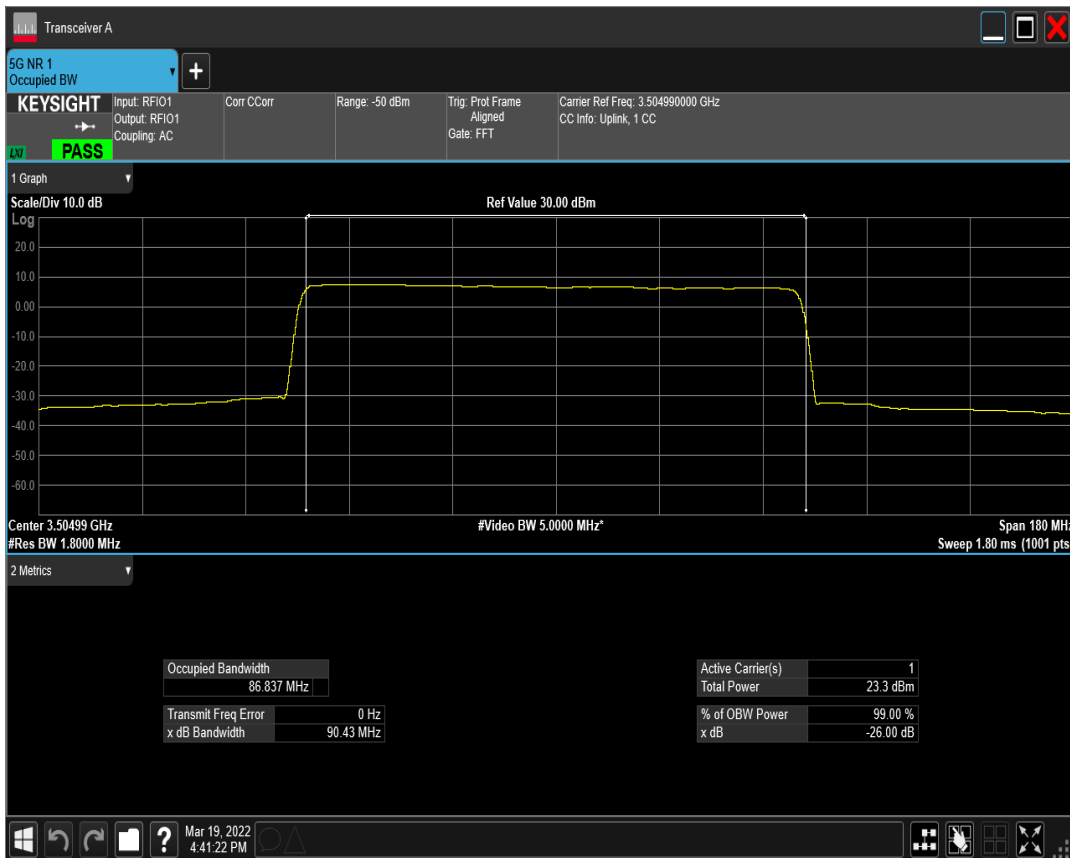 Transceiver A
5G NR 1
Occupied BW
+
KEYSIGHT
LXI
PASS
Input: RFIO1
Output: RFIO1
Coupling: AC
Corr CCorr
Range: -50 dBm
Trig: Prot Frame
Aligned
Gate: FFT
Carrier Ref Freq: 3.504990000 GHz
CC Info: Uplink, 1 CC
1 Graph
Scale/Div 10.0 dB
Ref Value 30.00 dBm
Log
20.0
10.0
0.00
-10.0
-20.0
-30.0
-40.0
-50.0
-60.0
Center 3.50499 GHz
#Video BW 5.0000 MHz*
Span 180 MHz
#Res BW 1.8000 MHz
Sweep 1.80 ms (1001 pts
2 Metrics
Occupied Bandwidth
86.837 MHz
Transmit Freq Error 0 Hz
x dB Bandwidth 90.43 MHz
Active Carrier(s) 1
Total Power 23.3 dBm
% of OBW Power 99.00 %
x dB -26.00 dB
?
Mar 19, 2022
4:41:22 PM